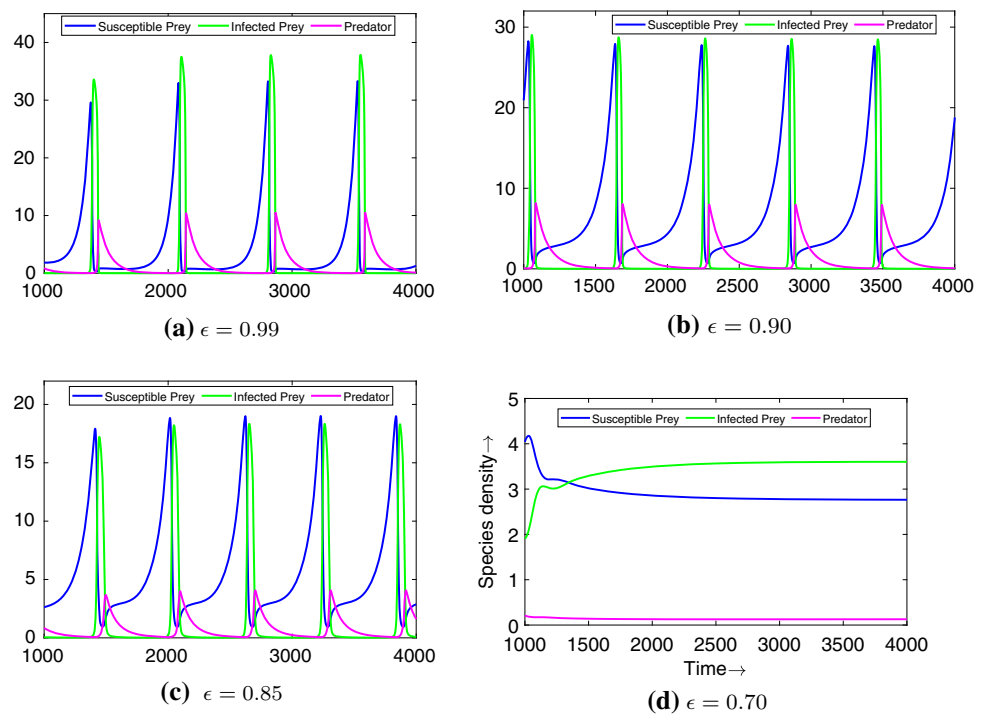 Susceptible Prey Infected Prey Predator
40
30
20
10
0
1000 2000 3000 4000
(a) ϵ = 0.99
Susceptible Prey Infected Prey Predator
30
20
10
0
1000 1500 2000 2500 3000 3500 4000
(b) ϵ = 0.90
Susceptible Prey Infected Prey Predator
20
15
10
5
0
1000 2000 3000 4000
(c) ϵ = 0.85
Susceptible Prey Infected Prey Predator
Species density→
5
4
3
2
1
0
1000 1500 2000 2500 3000 3500 4000
Time→
(d) ϵ = 0.70